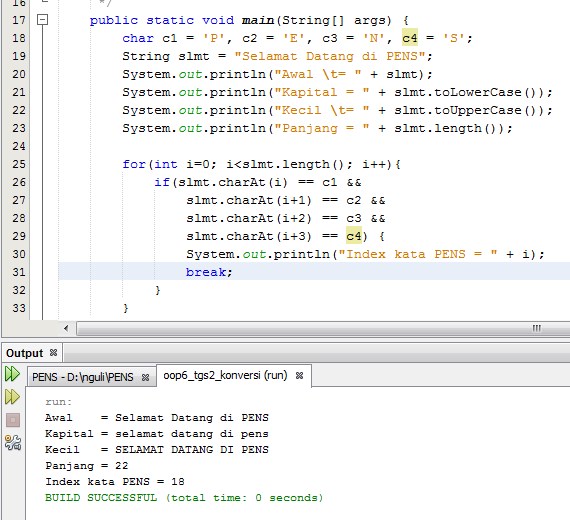 16 */
17 public static void main(String[] args) {
18 char c1 = 'P', c2 = 'E', c3 = 'N', c4 = 'S';
19 String slmt = "Selamat Datang di PENS";
20 System.out.println("Awal \t= " + slmt);
21 System.out.println("Kapital = " + slmt.toLowerCase());
22 System.out.println("Kecil \t= " + slmt.toUpperCase());
23 System.out.println("Panjang = " + slmt.length());
24
25 for(int i=0; i<slmt.length(); i++){
26 if(slmt.charAt(i) == c1 &&
27 slmt.charAt(i+1) == c2 &&
28 slmt.charAt(i+2) == c3 &&
29 slmt.charAt(i+3) == c4) {
30 System.out.println("Index kata PENS = " + i);
31 break;
32 }
33 }
Output
PENS - D:\nguli\PENS oop6_tgs2_konversi (run)
run:
Awal = Selamat Datang di PENS
Kapital = selamat datang di pens
Kecil = SELAMAT DATANG DI PENS
Panjang = 22
Index kata PENS = 18
BUILD SUCCESSFUL (total time: 0 seconds)